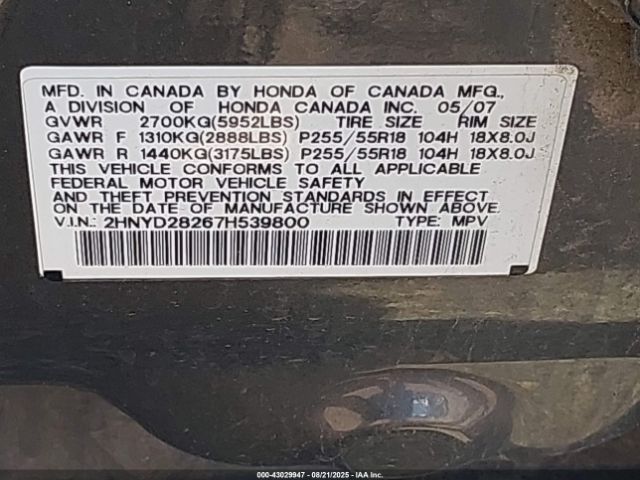 MFD. IN CANADA BY HONDA OF CANADA MFG.,
A DIVISION OF HONDA CANADA INC. 05/07
GVWR 2700KG(5952LBS) TIRE SIZE RIM SIZE
GAWR F 1310KG(2888LBS) P255/55R18 104H 18X8.0J
GAWR R 1440KG(3175LBS) P255/55R18 104H 18X8.0J
THIS VEHICLE CONFORMS TO ALL APPLICABLE
FEDERAL MOTOR VEHICLE SAFETY
AND THEFT PREVENTION STANDARDS IN EFFECT
ON THE DATE OF MANUFACTURE SHOWN ABOVE.
V.I.N.: 2HNYD28267H539800 TYPE: MPV
000-43029947 - 08/21/2025 - IAA Inc.